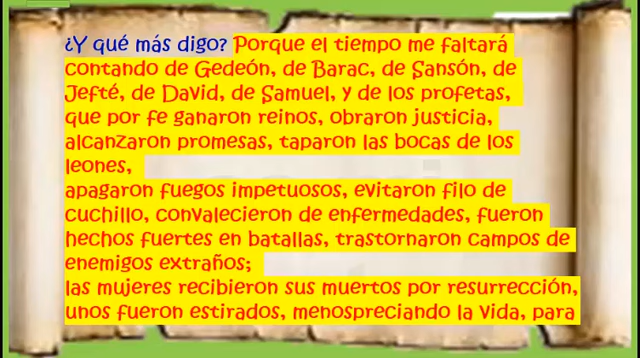 ¿Y qué más digo? Porque el tiempo me faltará
contando de Gedeón, de Barac, de Sansón, de
Jefté, de David, de Samuel, y de los profetas,
que por fe ganaron reinos, obraron justicia,
alcanzaron promesas, taparon las bocas de los
leones,
apagaron fuegos impetuosos, evitaron filo de
cuchillo, convalecieron de enfermedades, fueron
hechos fuertes en batallas, trastornaron campos de
enemigos extraños;
las mujeres recibieron sus muertos por resurrección,
unos fueron estirados, menospreciando la vida, para